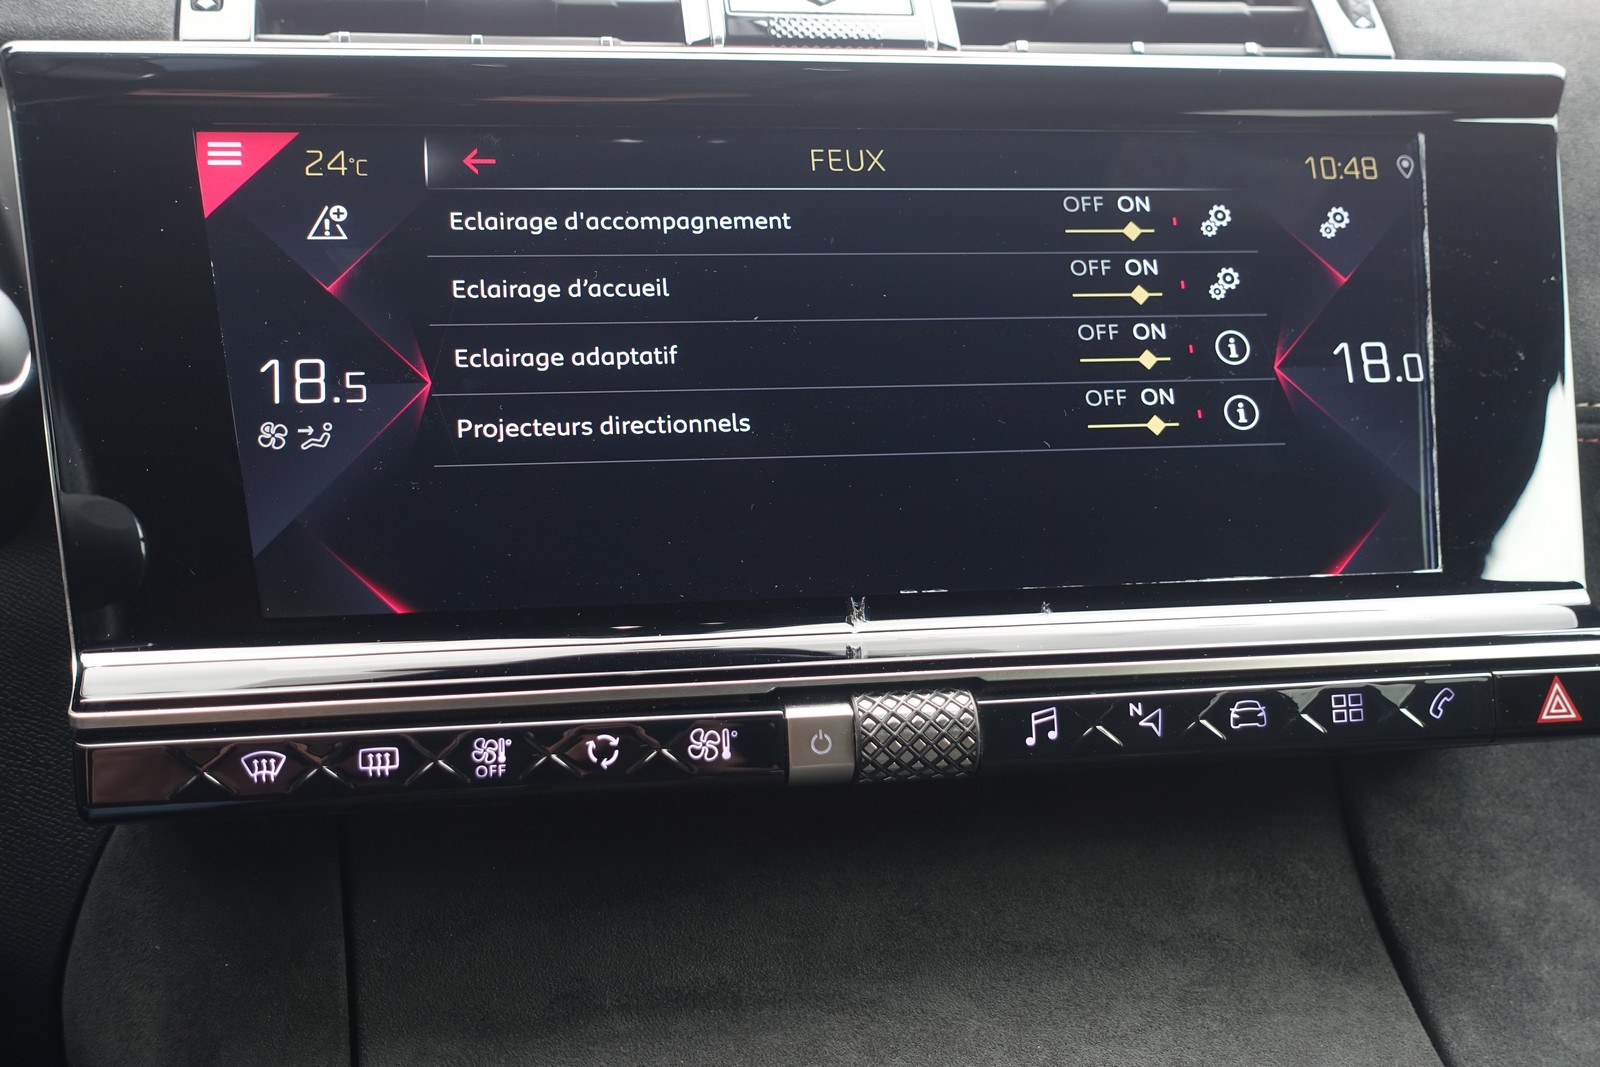 24°C
FEUX
10:48
Eclairage d'accompagnement
OFF ON
Eclairage d’accueil
OFF ON
Eclairage adaptatif
OFF ON
Projecteurs directionnels
OFF ON
18.5
18.0
OFF
N